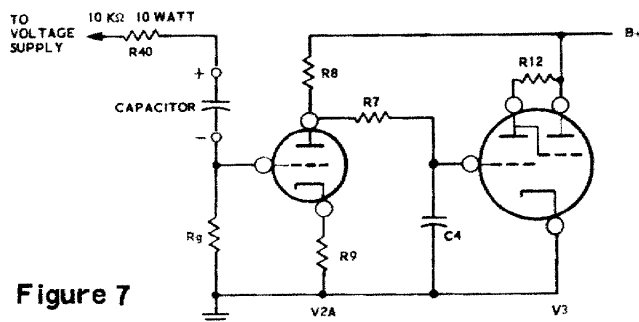 TO
VOLTAGE
SUPPLY
10 KΩ 10 WATT
R40
+
CAPACITOR
-
Rg
R8
R7
R9
V2A
C4
R12
B+
V3
Figure 7